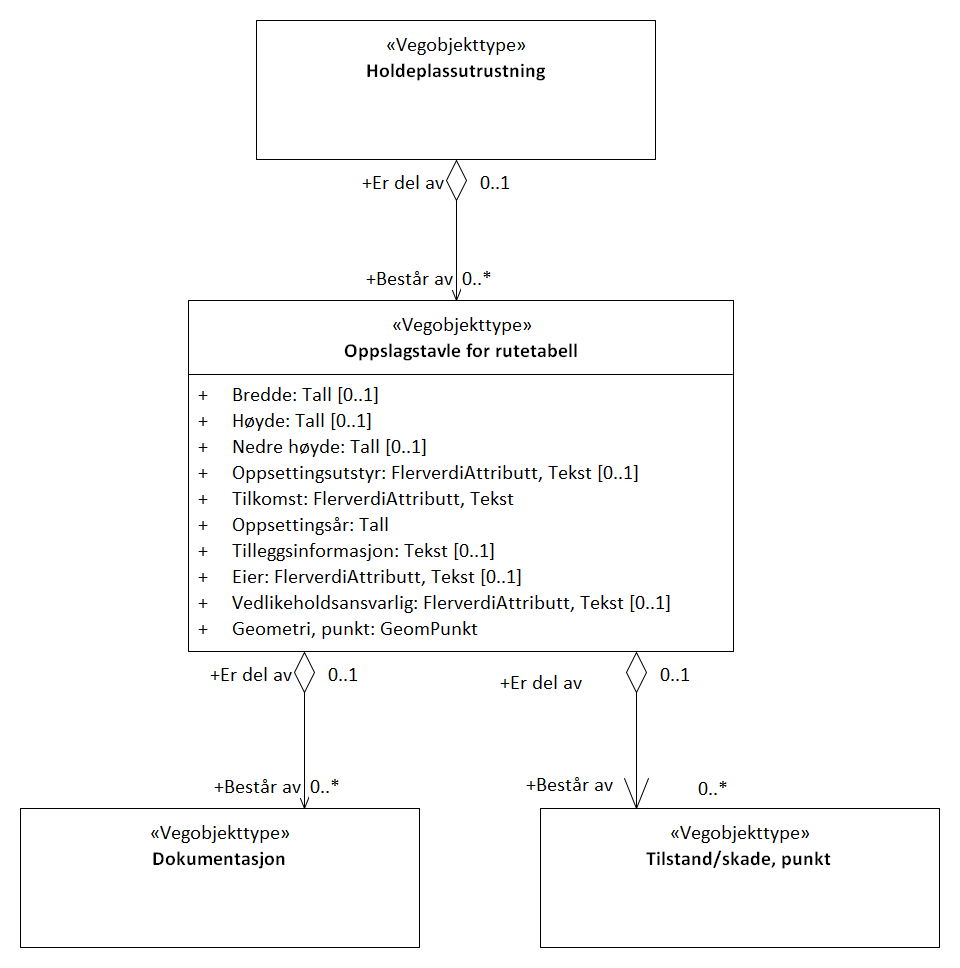 «Vegobjekttype»
Holdeplassutrustning
+Er del av 0..1
+Består av 0..*
«Vegobjekttype»
Oppslagstavle for rutetabell
+ Bredde: Tall [0..1]
+ Høyde: Tall [0..1]
+ Nedre høyde: Tall [0..1]
+ Oppsettingsutstyr: FlerverdiAttributt, Tekst [0..1]
+ Tilkomst: FlerverdiAttributt, Tekst
+ Oppsettingsår: Tall
+ Tilleggsinformasjon: Tekst [0..1]
+ Eier: FlerverdiAttributt, Tekst [0..1]
+ Vedlikeholdsansvarlig: FlerverdiAttributt, Tekst [0..1]
+ Geometri, punkt: GeomPunkt
+Er del av 0..1
+Består av 0..*
«Vegobjekttype»
Dokumentasjon
+Er del av 0..1
+Består av 0..*
«Vegobjekttype»
Tilstand/skade, punkt